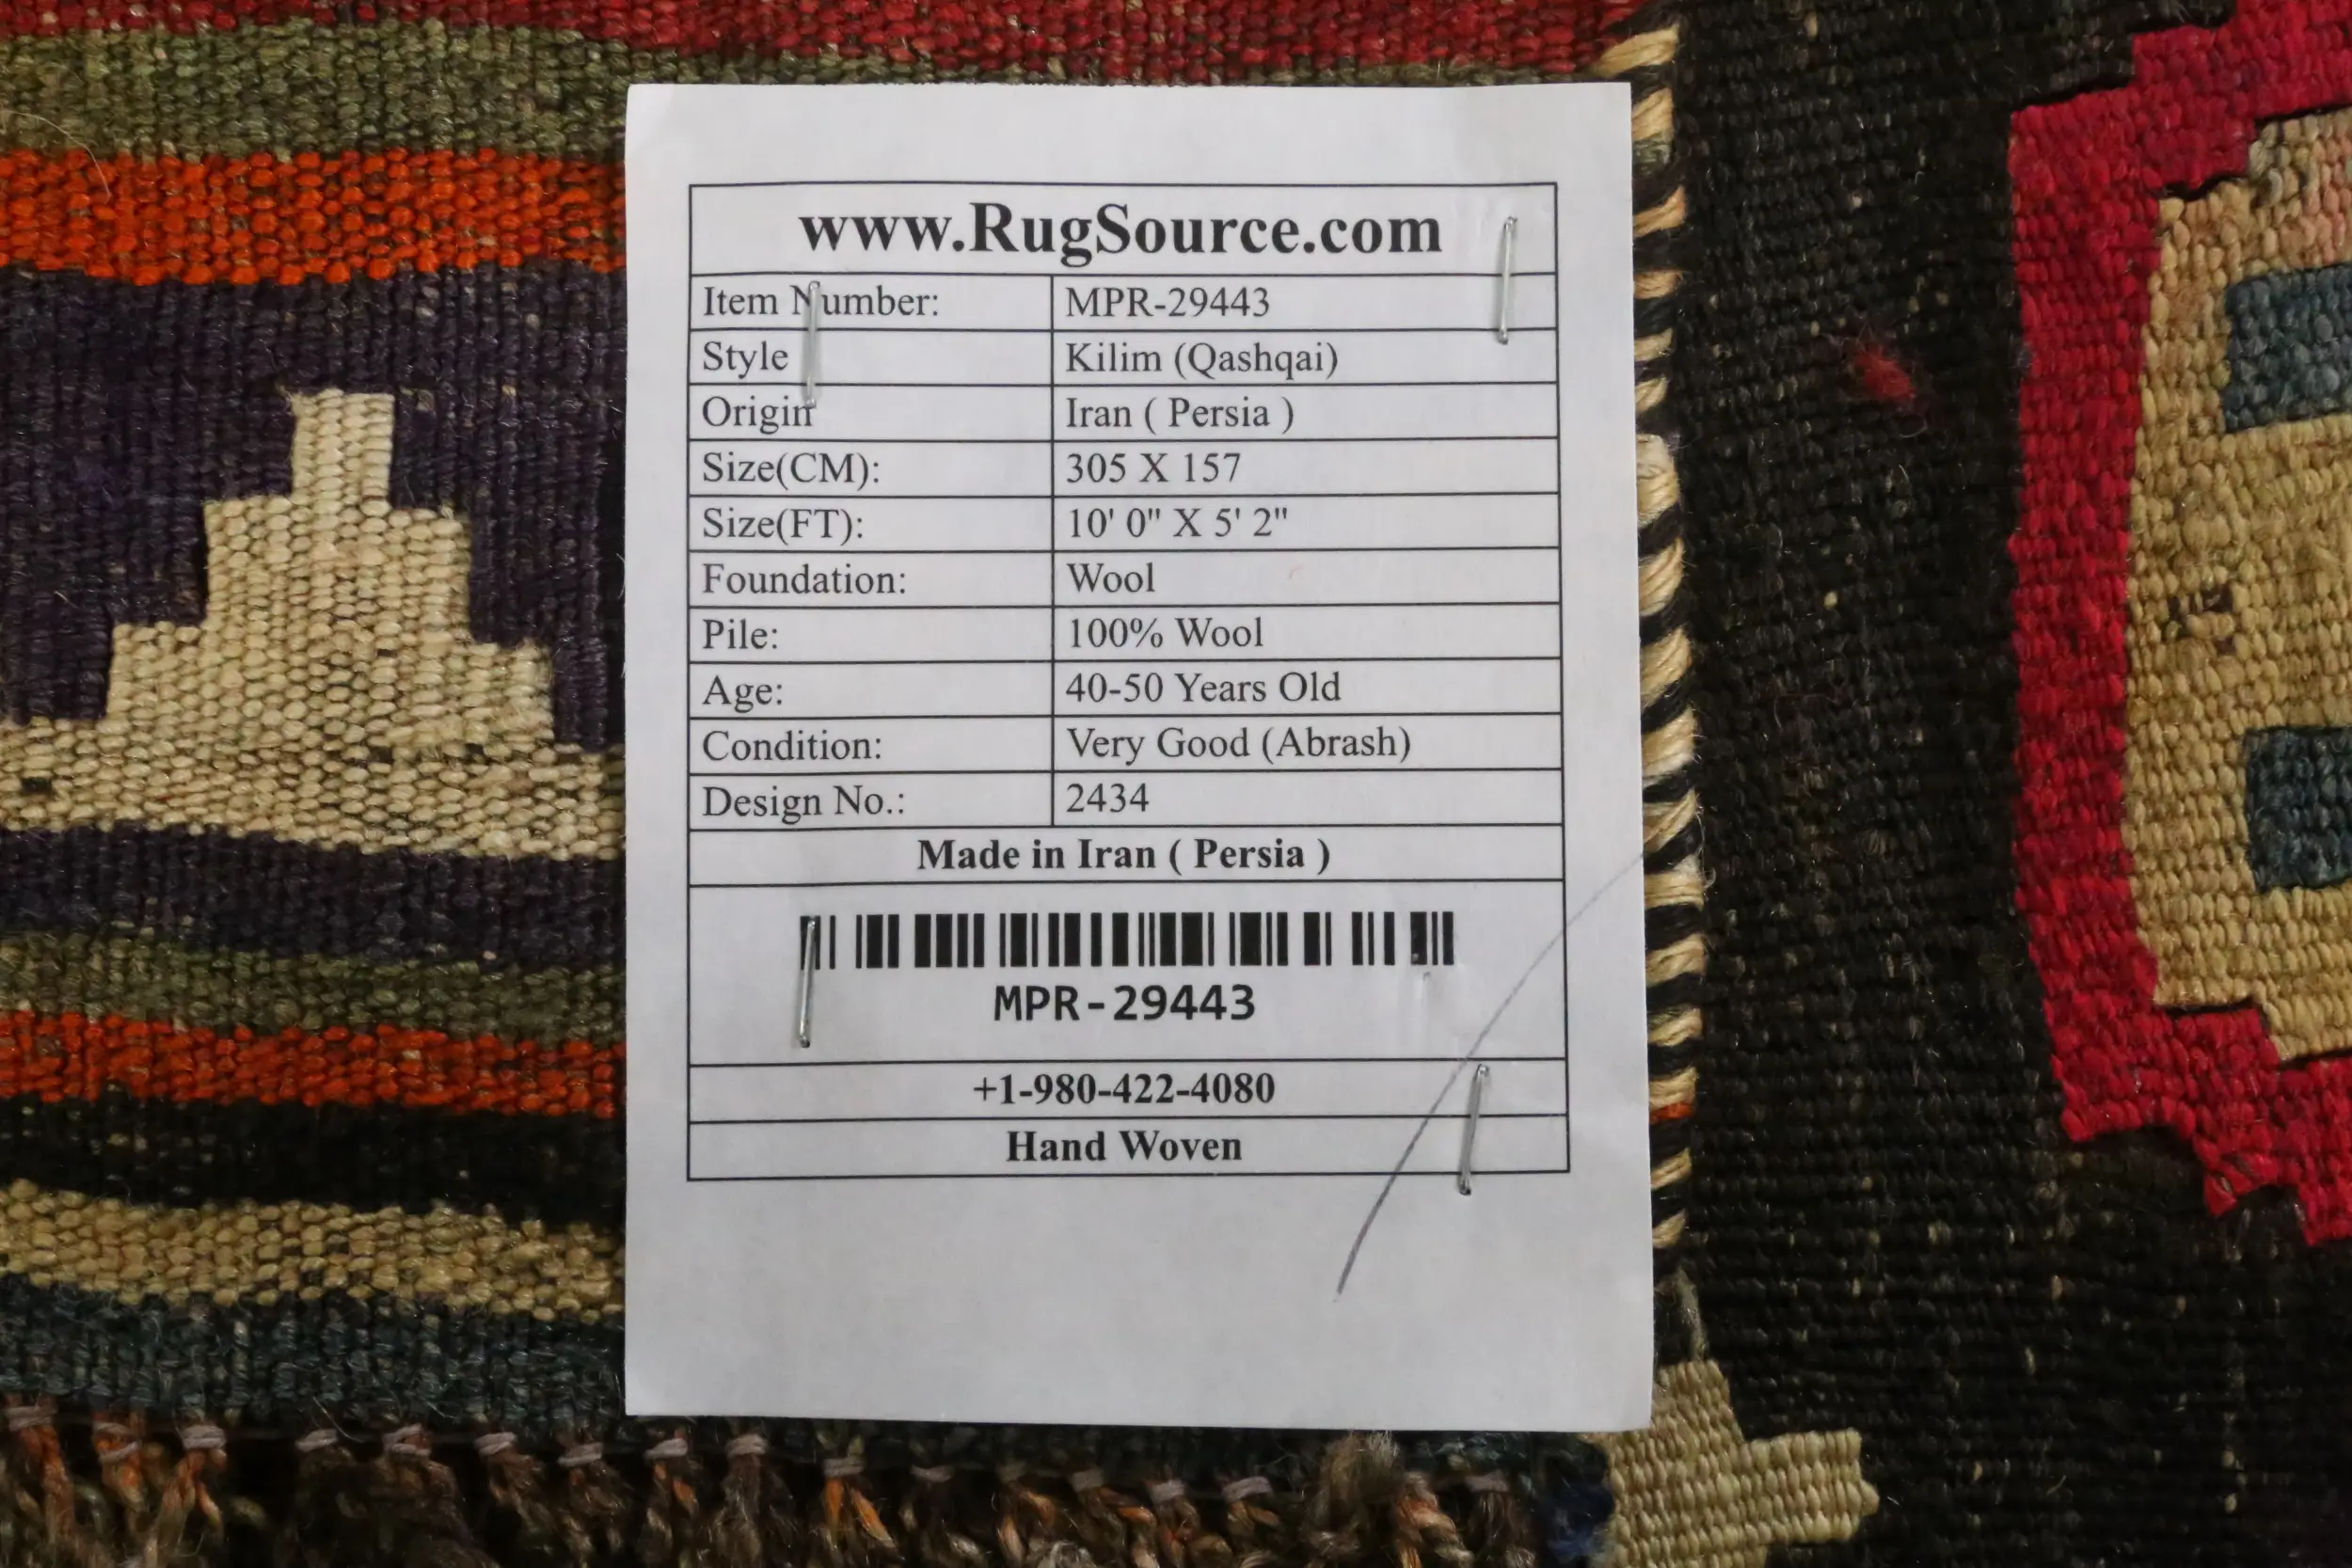 www.RugSource.com
Item Number: MPR-29443
Style Kilim (Qashqai)
Origin Iran ( Persia )
Size(CM): 305 X 157
Size(FT): 10' 0" X 5' 2"
Foundation: Wool
Pile: 100% Wool
Age: 40-50 Years Old
Condition: Very Good (Abrash)
Design No.: 2434
Made in Iran ( Persia )
MPR-29443
+1-980-422-4080
Hand Woven